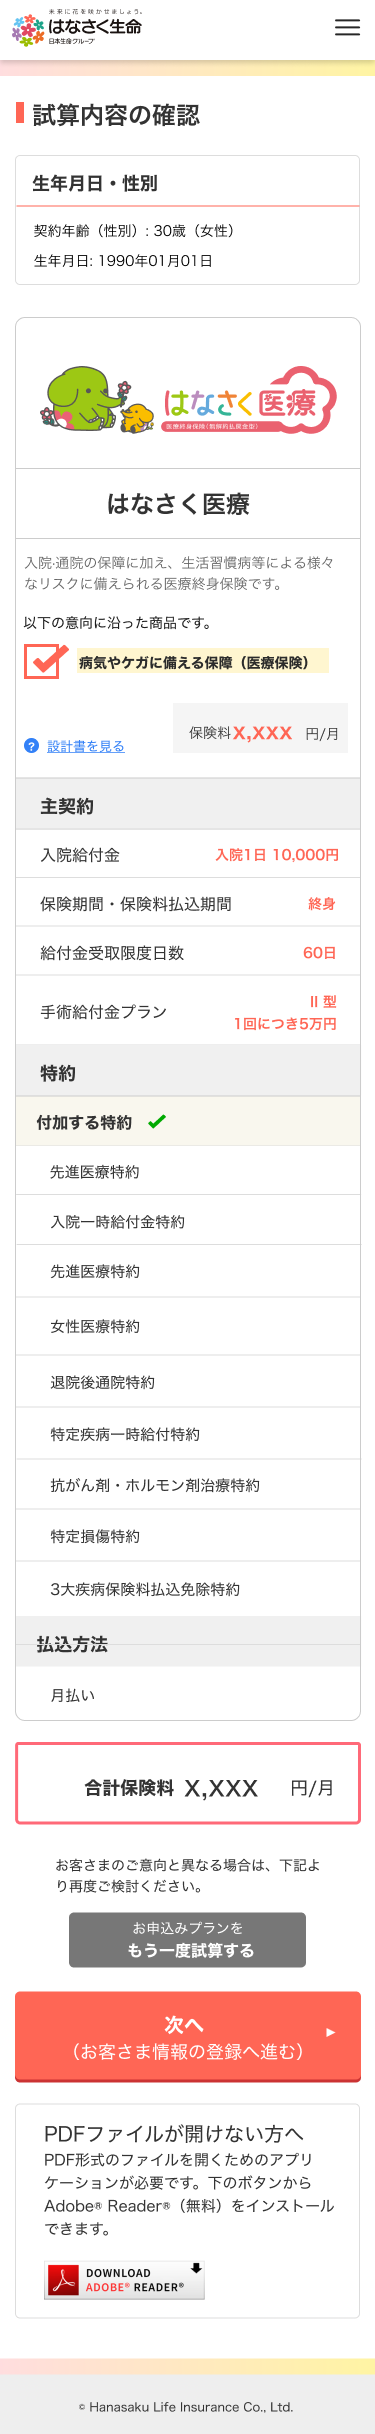 未来に花を咲かせましょう。
はなさく生命
日本生命グループ
試算内容の確認
生年月日・性別
契約年齢（性別）: 30歳（女性）
生年月日: 1990年01月01日
はなさく医療
医療終身保険（無解約払戻金型）
はなさく医療
入院·通院の保障に加え、生活習慣病等による様々
なリスクに備えられる医療終身保険です。
以下の意向に沿った商品です。
病気やケガに備える保障（医療保険）
保険料X,XXX 円/月
? 設計書を見る
主契約
入院給付金 入院1日 10,000円
保険期間・保険料払込期間 終身
給付金受取限度日数 60日
手術給付金プラン
II 型
1回につき5万円
特約
付加する特約
先進医療特約
入院一時給付金特約
先進医療特約
女性医療特約
退院後通院特約
特定疾病一時給付特約
抗がん剤・ホルモン剤治療特約
特定損傷特約
3大疾病保険料払込免除特約
払込方法
月払い
合計保険料 X,XXX 円/月
お客さまのご意向と異なる場合は、下記よ
り再度ご検討ください。
お申込みプランを
もう一度試算する
次へ
（お客さま情報の登録へ進む）
PDFファイルが開けない方へ
PDF形式のファイルを開くためのアプリ
ケーションが必要です。下のボタンから
Adobe® Reader®（無料）をインストール
できます。
DOWNLOAD
ADOBE® READER®
© Hanasaku Life Insurance Co., Ltd.